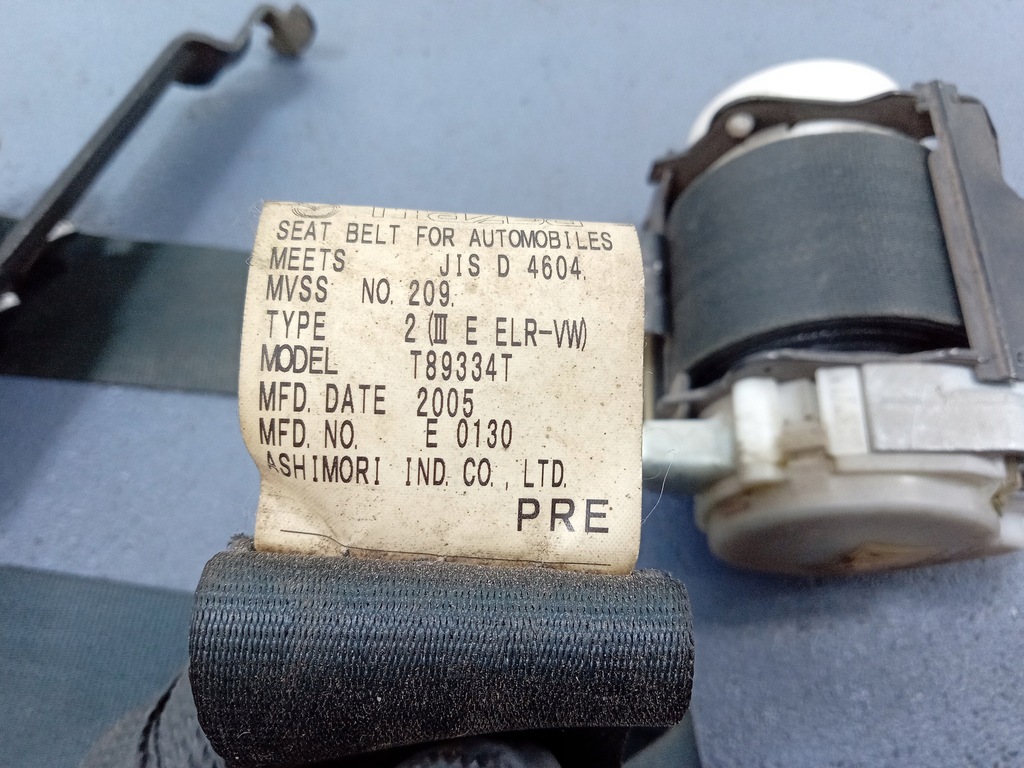 SEAT BELT FOR AUTOMOBILES
MEETS JIS D 4604.
MVSS NO. 209.
TYPE 2 (III E ELR-VW)
MODEL T89334T
MFD. DATE 2005
MFD. NO. E 0130
ASHIMORI IND. CO., LTD.
PRE